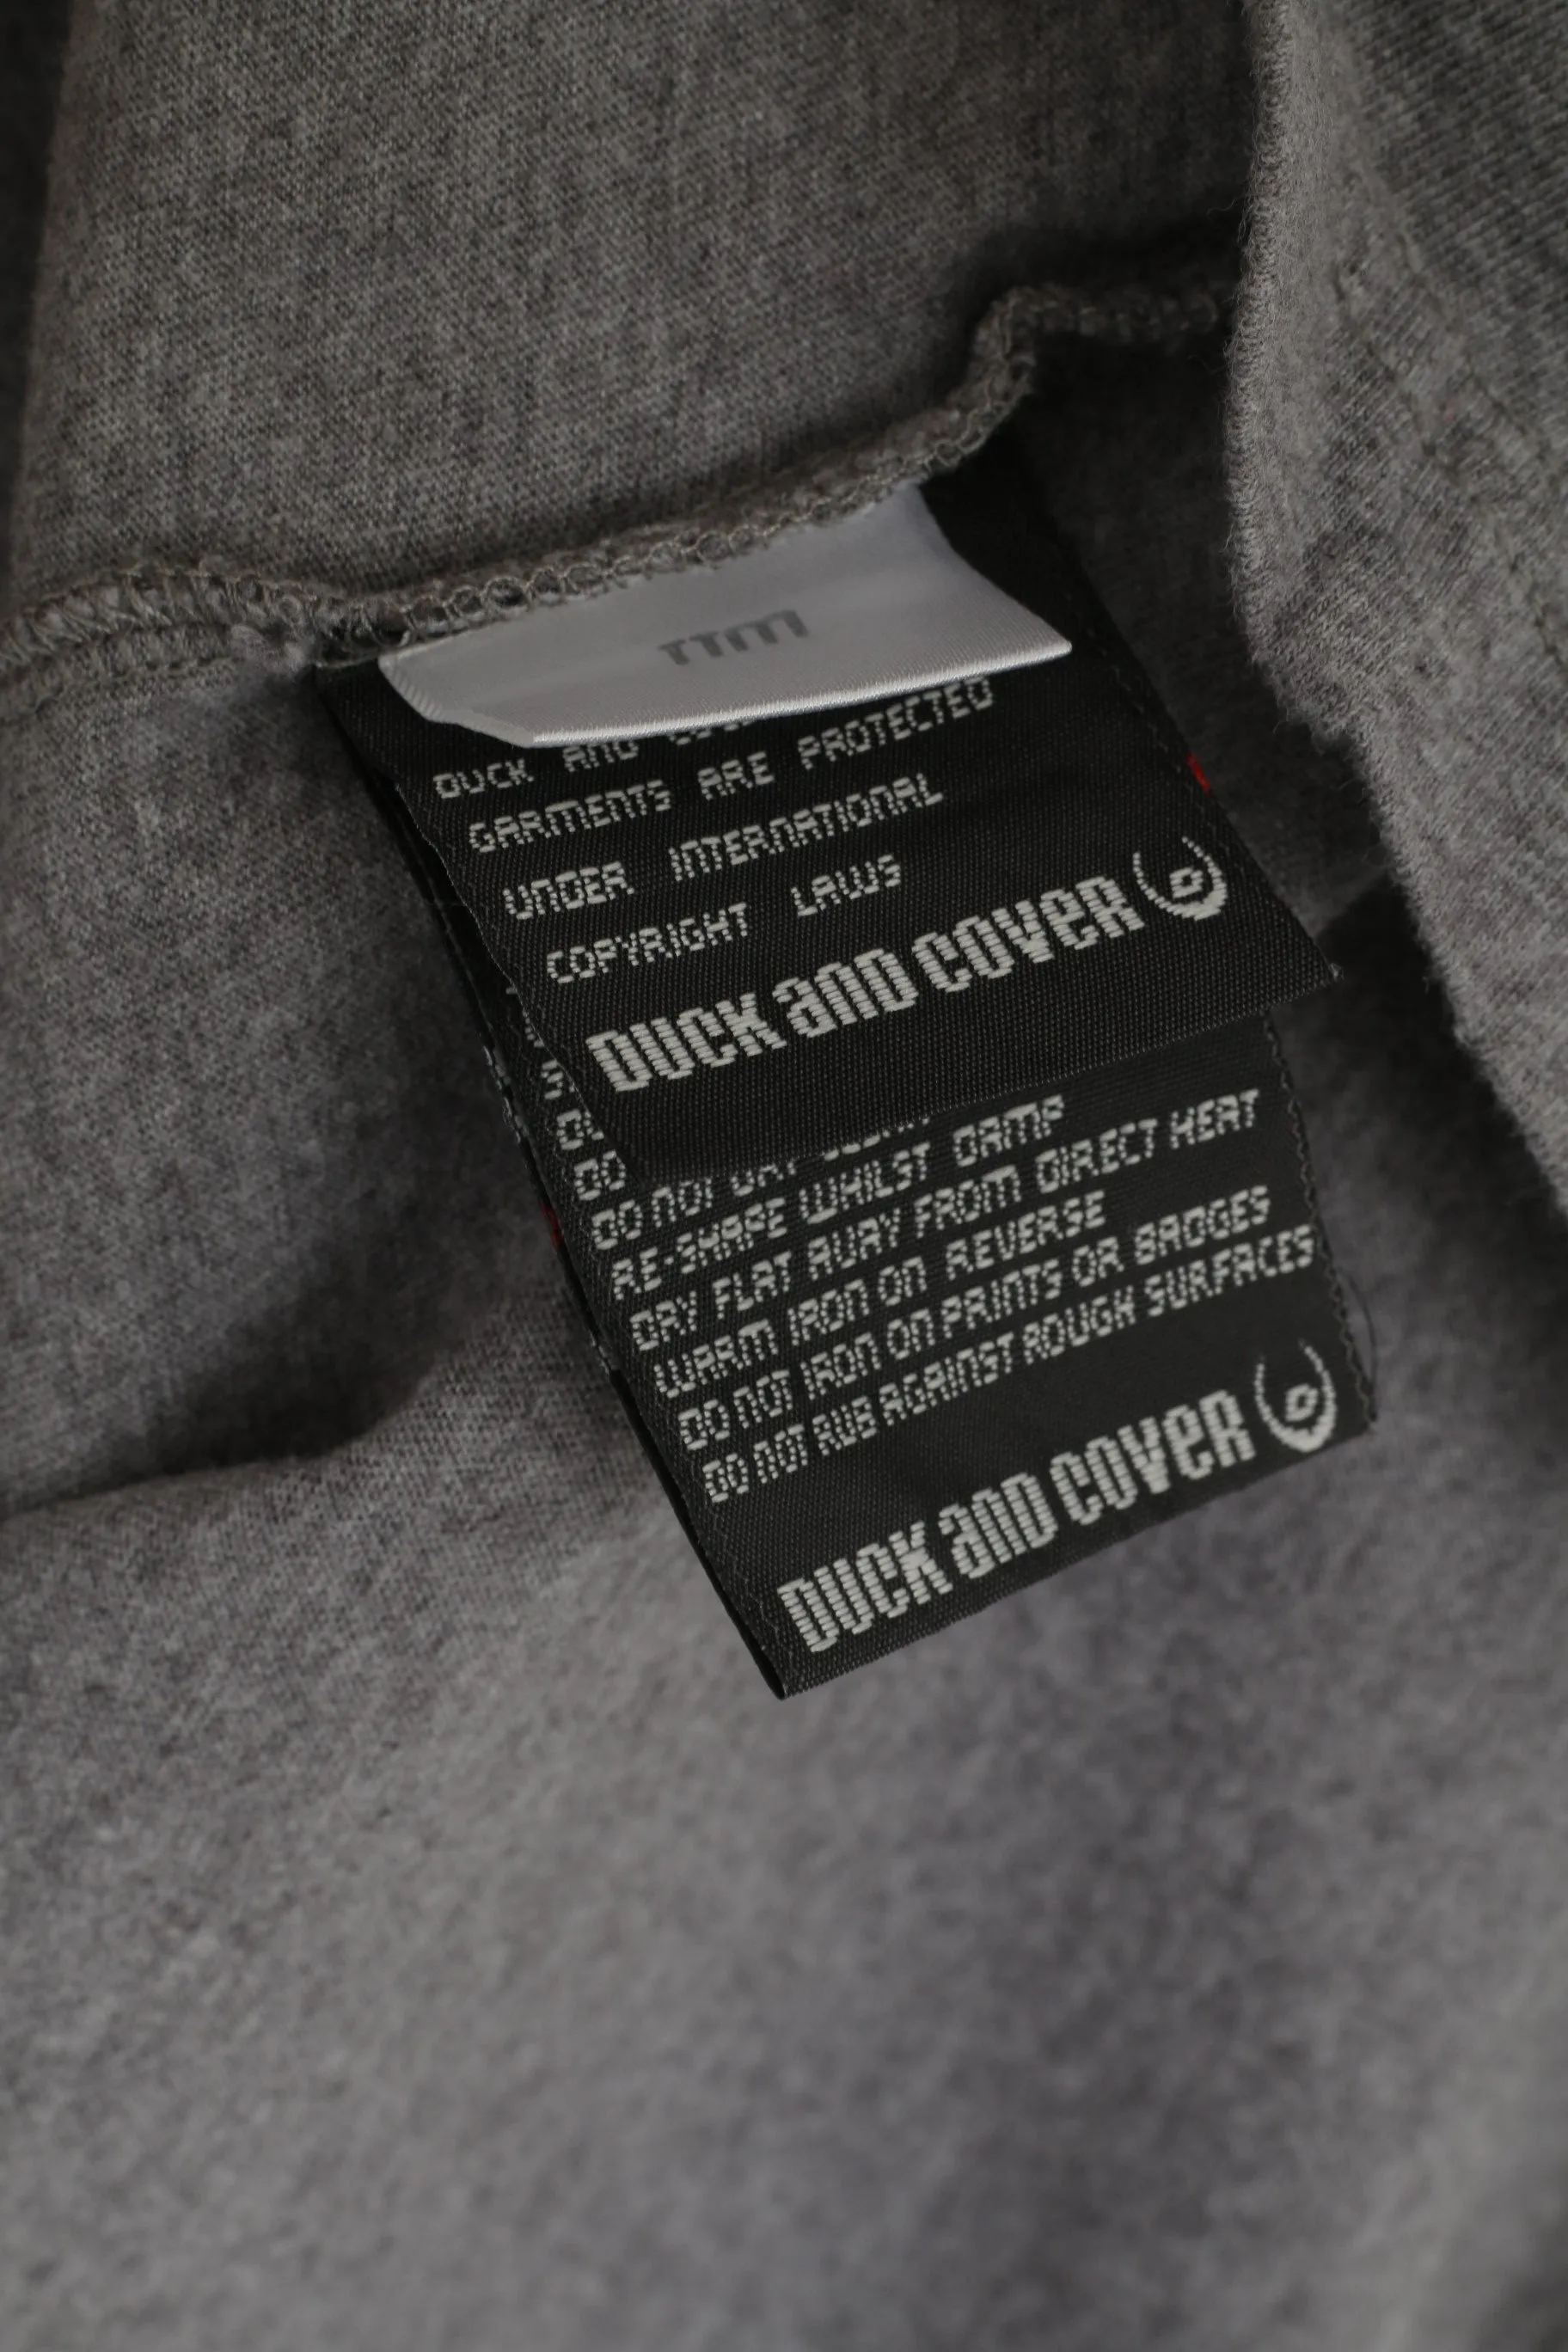 DUCK AND
GARMENTS ARE PROTECTED
UNDER INTERNATIONAL
COPYRIGHT LAWS
DUCK and COVER
DO
DO NOT DRY CLEAN
RE-SHAPE WHILST DAMP
DRY FLAT AWAY FROM DIRECT HEAT
WARM IRON ON REVERSE
DO NOT IRON ON PRINTS OR BADGES
DO NOT RUB AGAINST ROUGH SURFACES
DUCK and COVER